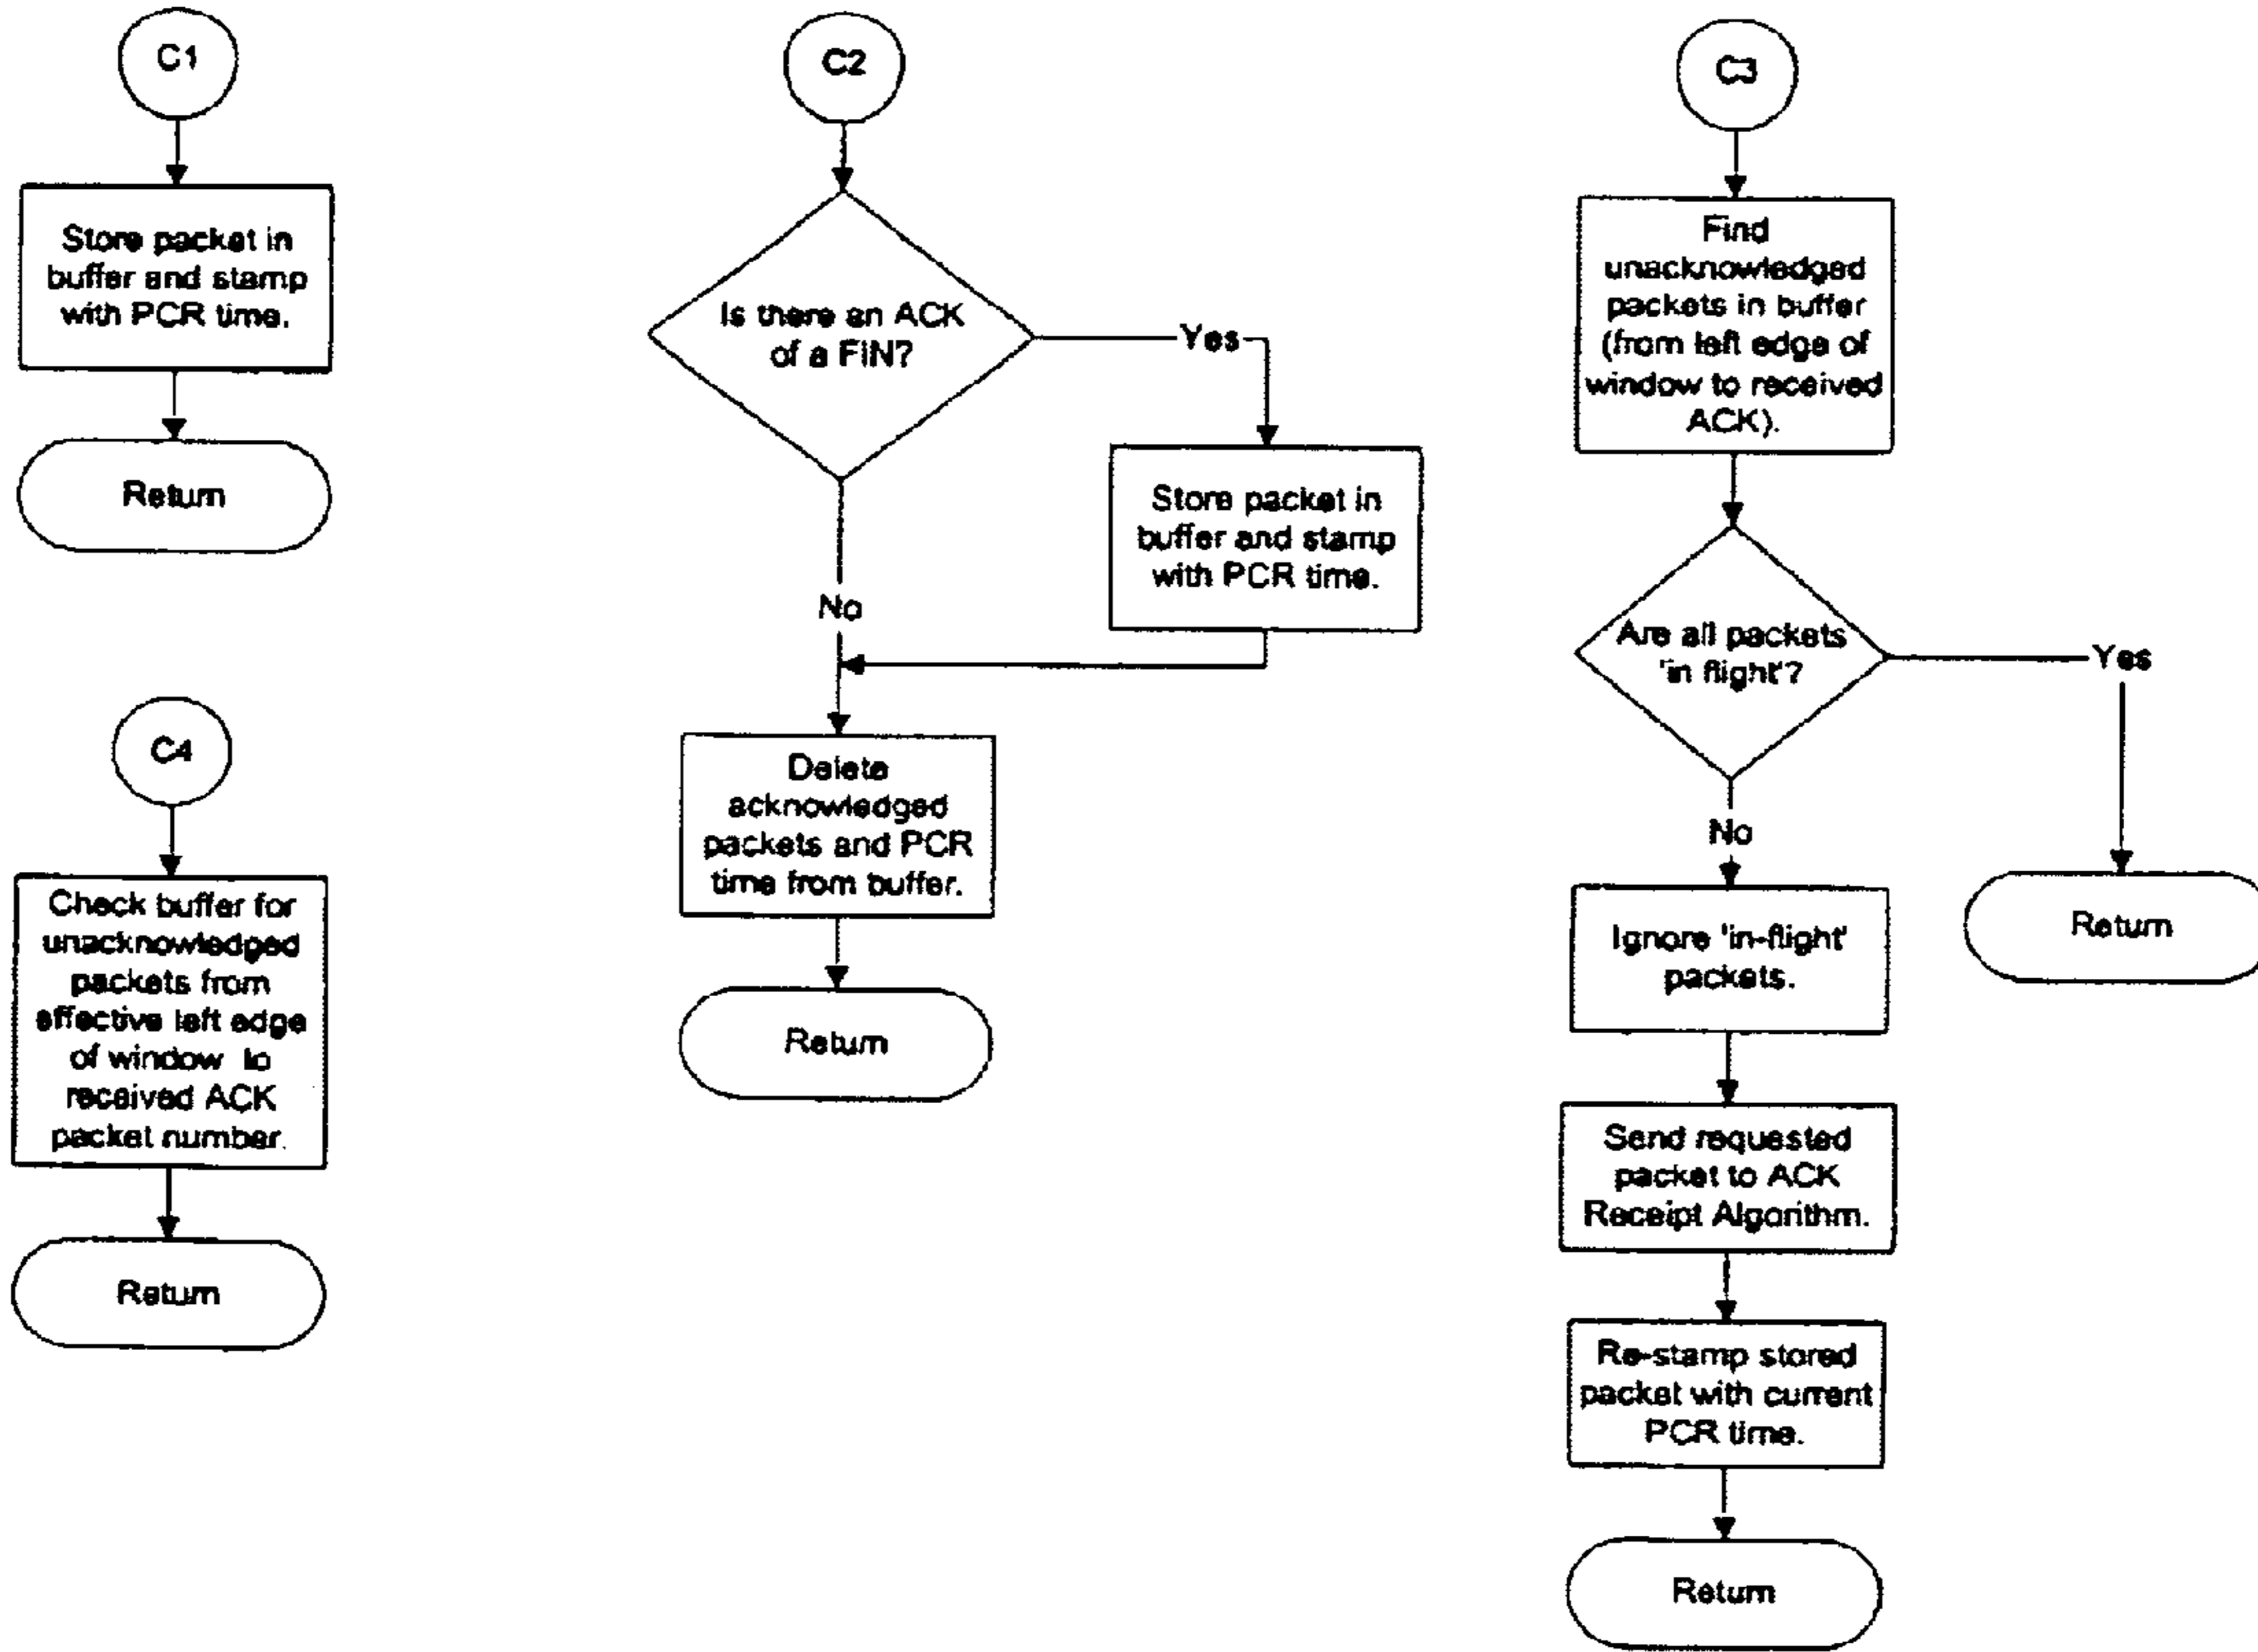 C1
Store packet in
buffer and stamp
with PCR time.
Return
C4
Check buffer for
unacknowledged
packets from
effective left edge
of window to
received ACK
packet number.
Return
C2
Is there an ACK
of a FIN?
Yes
Store packet in
buffer and stamp
with PCR time.
No
Delete
acknowledged
packets and PCR
time from buffer.
Return
C3
Find
unacknowledged
packets in buffer
(from left edge of
window to received
ACK).
Are all packets
'in flight'?
Yes
Return
No
Ignore 'in-flight'
packets.
Send requested
packet to ACK
Receipt Algorithm.
Re-stamp stored
packet with current
PCR time.
Return